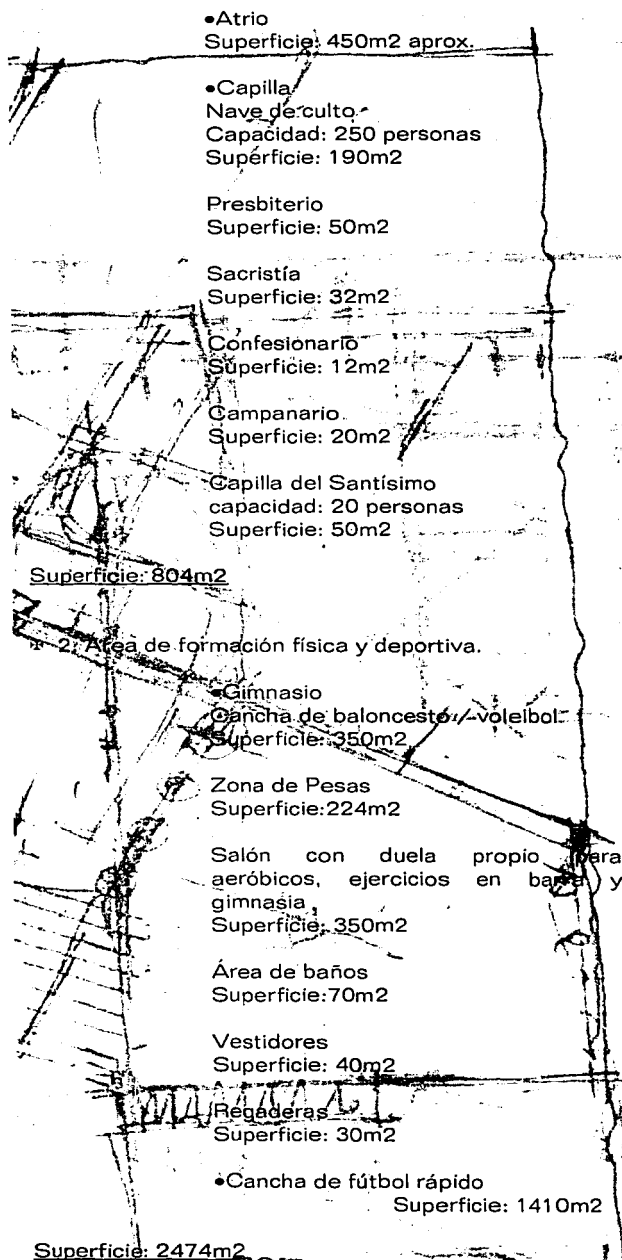 •Atrio
Superficie: 450m2 aprox.
•Capilla
Nave de culto
Capacidad: 250 personas
Superficie: 190m2
Presbiterio
Superficie: 50m2
Sacristía
Superficie: 32m2
Confesionario
Superficie: 12m2
Campanario
Superficie: 20m2
Capilla del Santísimo
capacidad: 20 personas
Superficie: 50m2
Superficie: 804m2
2. Área de formación física y deportiva.
•Gimnasio
Cancha de baloncesto / voleibol.
Superficie: 350m2
Zona de Pesas
Superficie:224m2
Salón con duela propio para
aeróbicos, ejercicios en barra y
gimnasia
Superficie: 350m2
Área de baños
Superficie:70m2
Vestidores
Superficie: 40m2
Regaderas
Superficie: 30m2
•Cancha de fútbol rápido
Superficie: 1410m2
Superficie: 2474m2